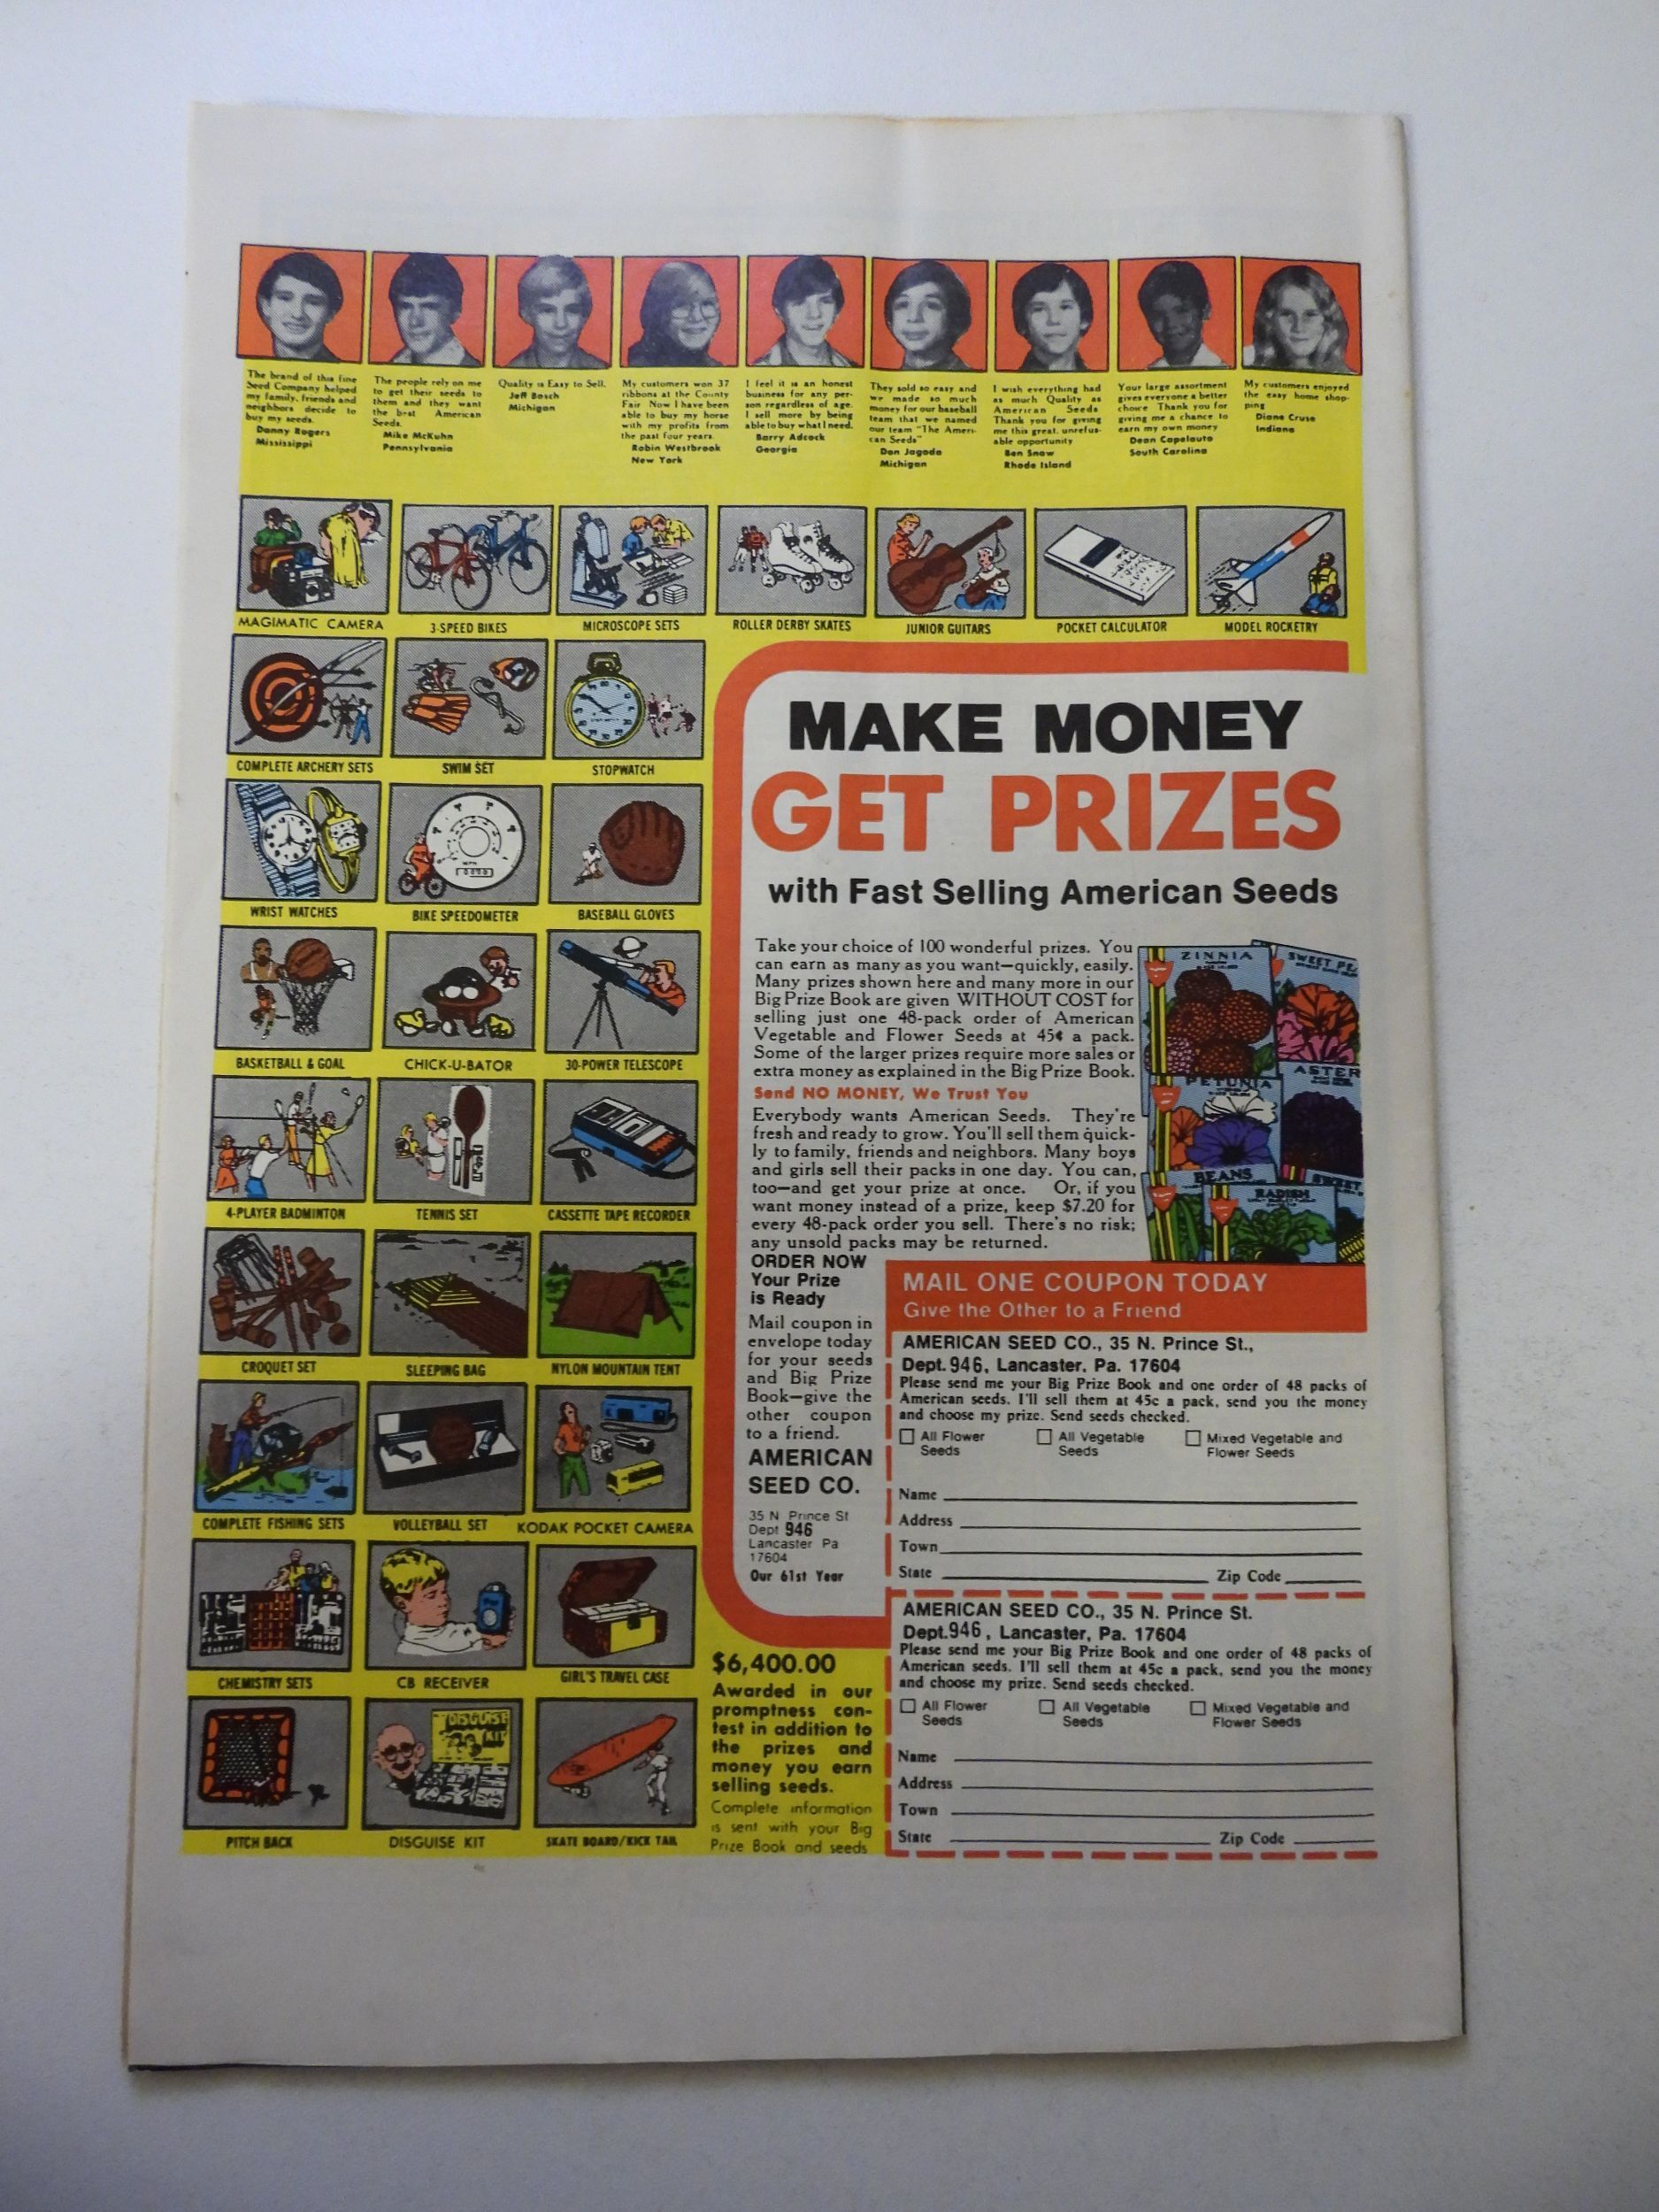 The brand of this fine
Seed Company helped
my family, friends and
neighbors decide to
buy my seeds.
Danny Rogers
Mississippi
The people rely on me
to get their seeds to
them and they want
the best American
Seeds.
Mike McKuhn
Pennsylvania
Quality is Easy to Sell.
Jeff Bosch
Michigan
My customers won 37
ribbons at the County
Fair Now I have been
able to buy my horse
with my profits from
the past four years.
Robin Westbrook
New York
I feel it is an honest
business for any per-
son regardless of age.
I sell more by being
able to buy what I need.
Barry Adcock
Georgia
They sold so easy and
we made so much
money for our baseball
team that we named
our team "The Ameri-
can Seeds"
Don Jagoda
Michigan
I wish everything had
as much Quality as
American Seeds
Thank you for giving
me this great, unrefus-
able opportunity
Ben Snow
Rhode Island
Your large assortment
gives everyone a better
choice Thank you for
giving me a chance to
earn my own money
Dean Copelauto
South Carolina
My customers enjoyed
the easy home shop-
ping
Diane Cruse
Indiana
MAGIMATIC CAMERA
3-SPEED BIKES
MICROSCOPE SETS
ROLLER DERBY SKATES
JUNIOR GUITARS
POCKET CALCULATOR
MODEL ROCKETRY
COMPLETE ARCHERY SETS
SWIM SET
STOPWATCH
WRIST WATCHES
BIKE SPEEDOMETER
BASEBALL GLOVES
BASKETBALL & GOAL
CHICK-U-BATOR
30-POWER TELESCOPE
4-PLAYER BADMINTON
TENNIS SET
CASSETTE TAPE RECORDER
CROQUET SET
SLEEPING BAG
NYLON MOUNTAIN TENT
COMPLETE FISHING SETS
VOLLEYBALL SET
KODAK POCKET CAMERA
CHEMISTRY SETS
CB RECEIVER
GIRL'S TRAVEL CASE
DISGUISE
KIT
PITCH BACK
DISGUISE KIT
SKATE BOARD/KICK TAIL
MAKE MONEY
GET PRIZES
with Fast Selling American Seeds
Take your choice of 100 wonderful prizes. You
can earn as many as you want—quickly, easily.
Many prizes shown here and many more in our
Big Prize Book are given WITHOUT COST for
selling just one 48-pack order of American
Vegetable and Flower Seeds at 45¢ a pack.
Some of the larger prizes require more sales or
extra money as explained in the Big Prize Book.
Send NO MONEY, We Trust You
Everybody wants American Seeds. They're
fresh and ready to grow. You'll sell them quick-
ly to family, friends and neighbors. Many boys
and girls sell their packs in one day. You can,
too—and get your prize at once. Or, if you
want money instead of a prize, keep $7.20 for
every 48-pack order you sell. There's no risk;
any unsold packs may be returned.
ZINNIA
SWEET PE
PETUNIA
ASTER
BEANS
RADISH
SWEET
ORDER NOW
Your Prize
is Ready
Mail coupon in
envelope today
for your seeds
and Big Prize
Book—give the
other coupon
to a friend.
AMERICAN
SEED CO.
35 N Prince St
Dept 946
Lancaster Pa
17604
Our 61st Year
MAIL ONE COUPON TODAY
Give the Other to a Friend
AMERICAN SEED CO., 35 N. Prince St.,
Dept. 946, Lancaster, Pa. 17604
Please send me your Big Prize Book and one order of 48 packs of
American seeds. I'll sell them at 45c a pack, send you the money
and choose my prize. Send seeds checked.
All Flower Seeds
All Vegetable Seeds
Mixed Vegetable and Flower Seeds
Name
Address
Town
State Zip Code
AMERICAN SEED CO., 35 N. Prince St.
Dept. 946, Lancaster, Pa. 17604
Please send me your Big Prize Book and one order of 48 packs of
American seeds. I'll sell them at 45c a pack, send you the money
and choose my prize. Send seeds checked.
All Flower Seeds
All Vegetable Seeds
Mixed Vegetable and Flower Seeds
Name
Address
Town
State Zip Code
$6,400.00
Awarded in our
promptness con-
test in addition to
the prizes and
money you earn
selling seeds.
Complete information
is sent with your Big
Prize Book and seeds